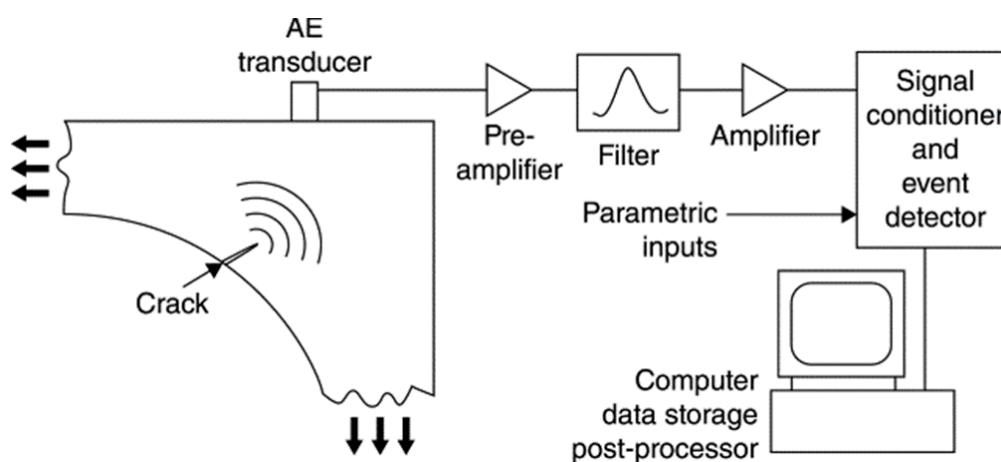 AE
transducer
Pre-
amplifier
Filter
Amplifier
Signal
conditioner
and
event
detector
Parametric
inputs
Crack
Computer
data storage
post-processor